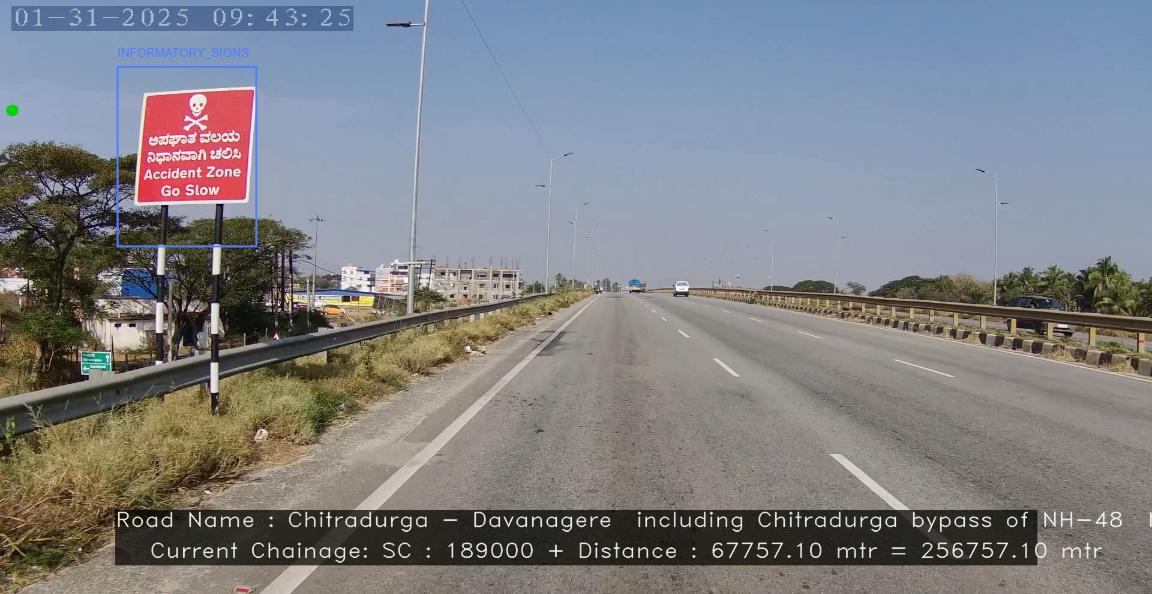 01-31-2025 09:43:25
INFORMATORY_SIGNS
ಅಪಘಾತ ವಲಯ
ನಿಧಾನವಾಗಿ ಚಲಿಸಿ
Accident Zone
Go Slow
Road Name : Chitradurga - Davanagere including Chitradurga bypass of NH-48
Current Chainage: SC : 189000 + Distance : 67757.10 mtr = 256757.10 mtr